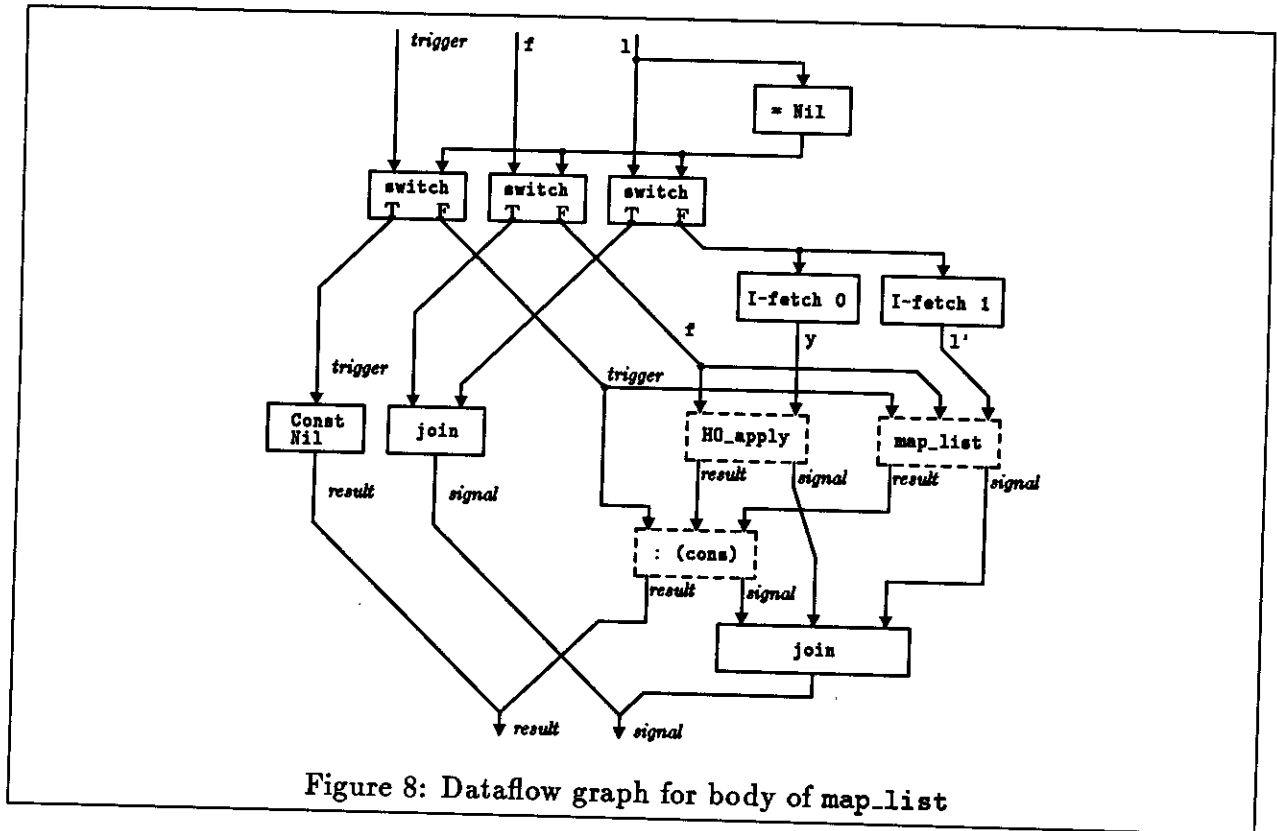 trigger f l
= Nil
switch switch switch
T F T F T F
I-fetch 0 I-fetch 1
f y l'
trigger trigger
Const
Nil
join HO_apply map_list
result signal result signal result signal
: (cons)
result signal
join
result signal
Figure 8: Dataflow graph for body of map_list